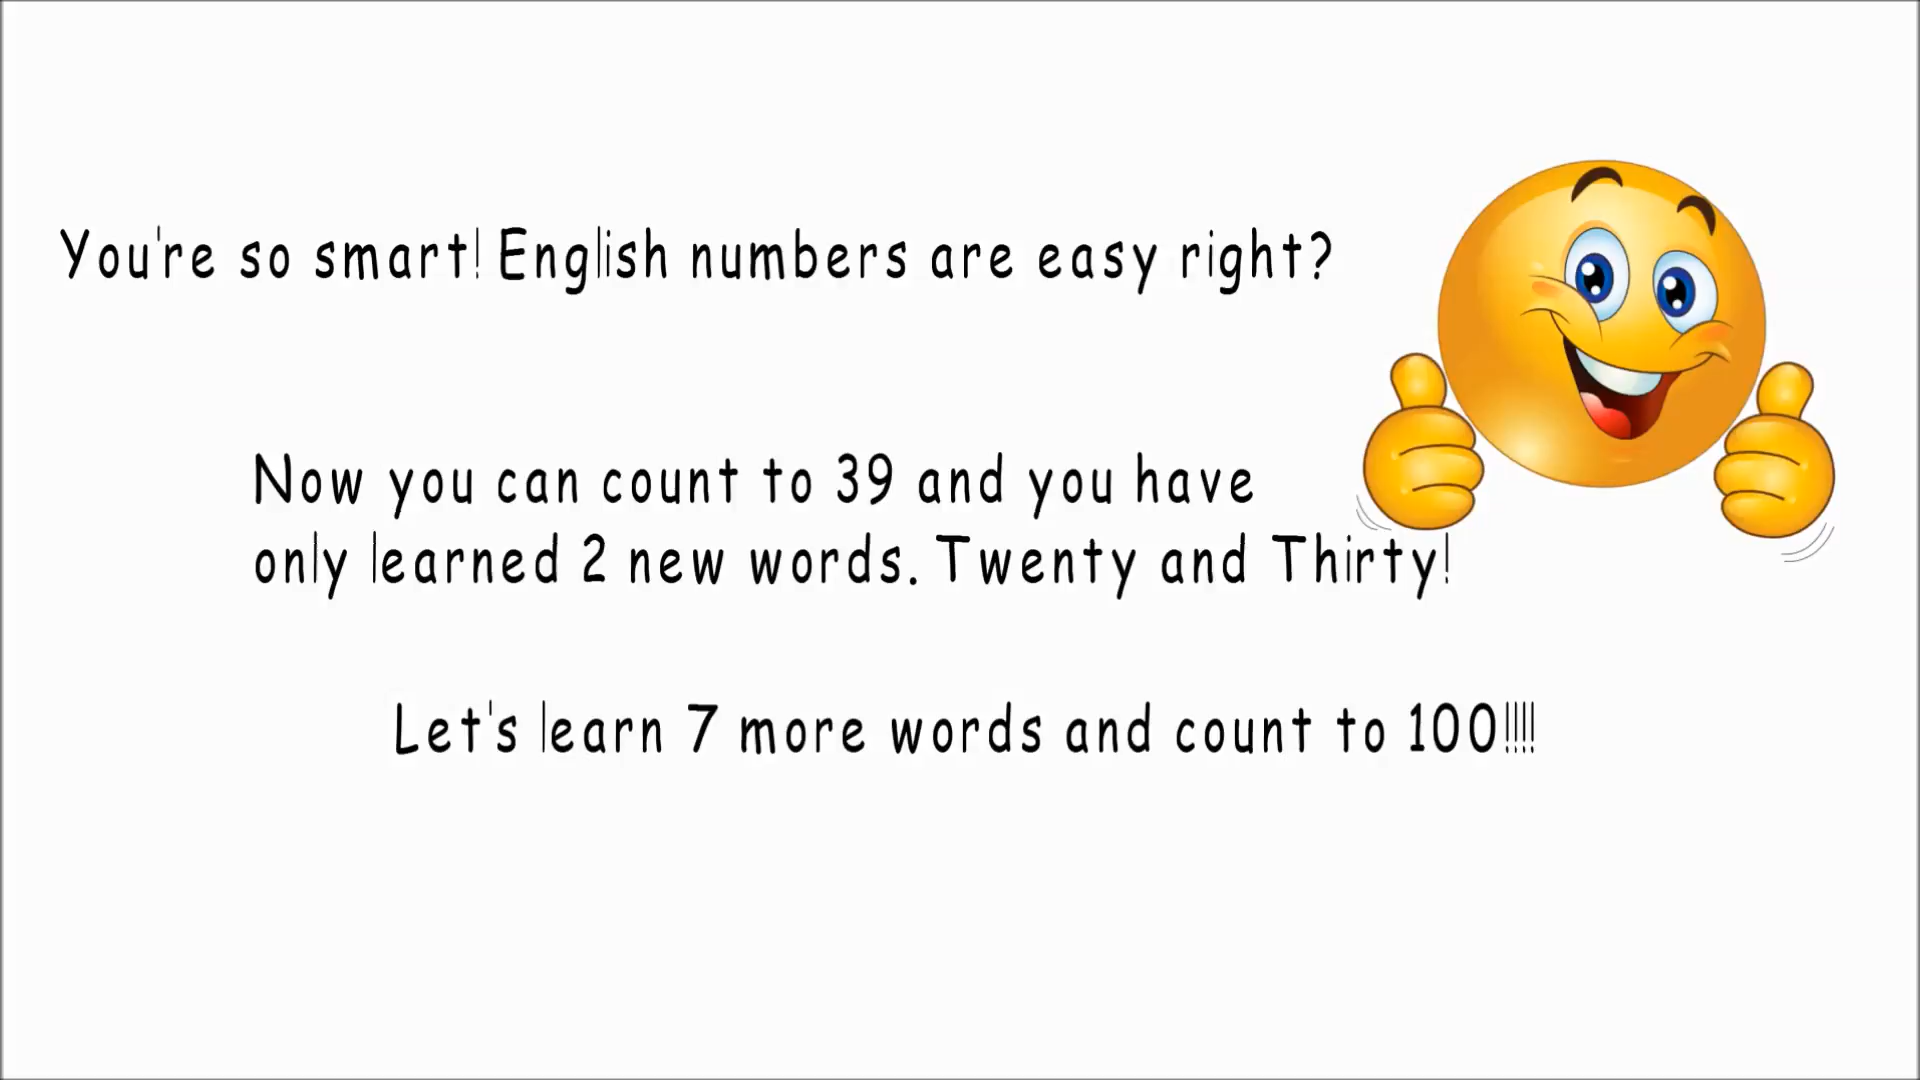 You're so smart! English numbers are easy right?
Now you can count to 39 and you have
only learned 2 new words. Twenty and Thirty!
Let's learn 7 more words and count to 100!!!!